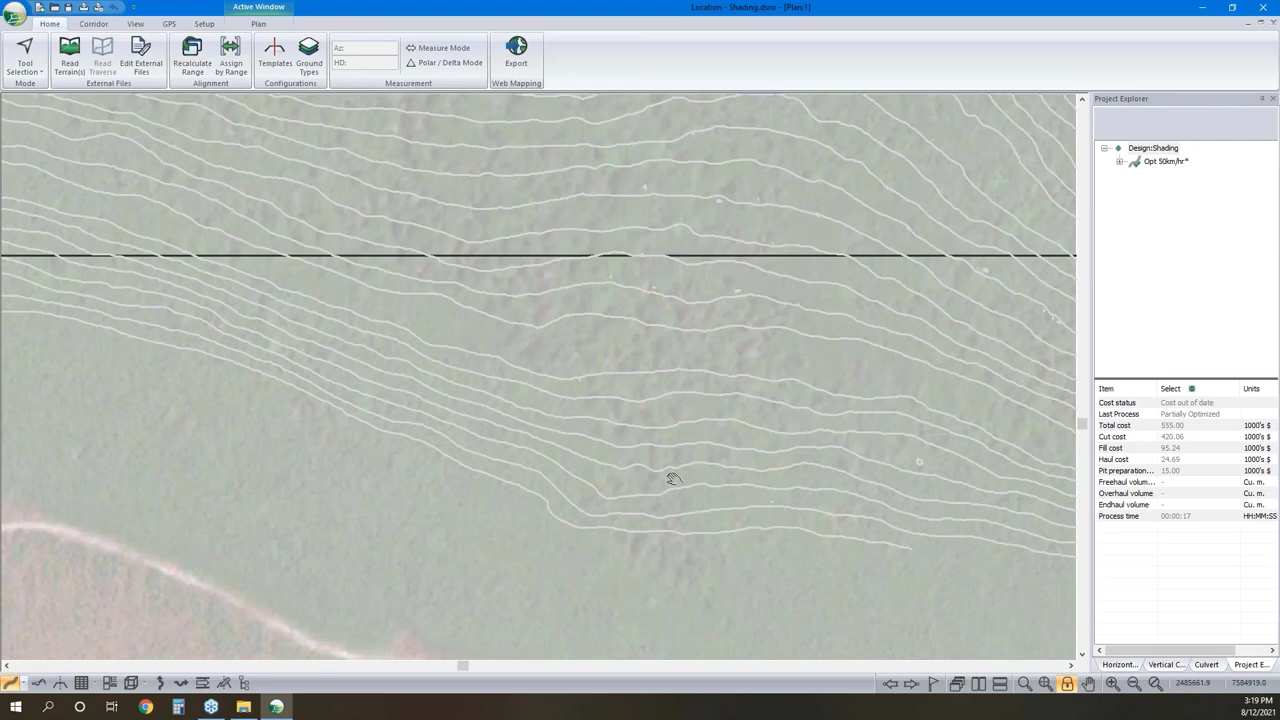 Active Window
Location - Shading.dsnx - [Plan:1]
Home
Corridor
View
GPS
Setup
Plan
Tool Selection
Read Terrain(s)
Read Traverse
Edit External Files
Recalculate Range
Assign by Range
Templates
Ground Types
Az:
HD:
Measure Mode
Polar / Delta Mode
Export
Mode
External Files
Alignment
Configurations
Measurement
Web Mapping
Project Explorer
Design:Shading
Opt 50km/hr*
Item Select Units
Cost status Cost out of date
Last Process Partially Optimized
Total cost 555.00 1000's $
Cut cost 420.06 1000's $
Fill cost 95.24 1000's $
Haul cost 24.69 1000's $
Pit preparation... 15.00 1000's $
Freehaul volum... - Cu. m.
Overhaul volume - Cu. m.
Endhaul volume - Cu. m.
Process time 00:00:17 HH:MM:SS
Horizont...
Vertical C...
Culvert
Project E...
2485661.9 7584919.0
3:19 PM
8/12/2021